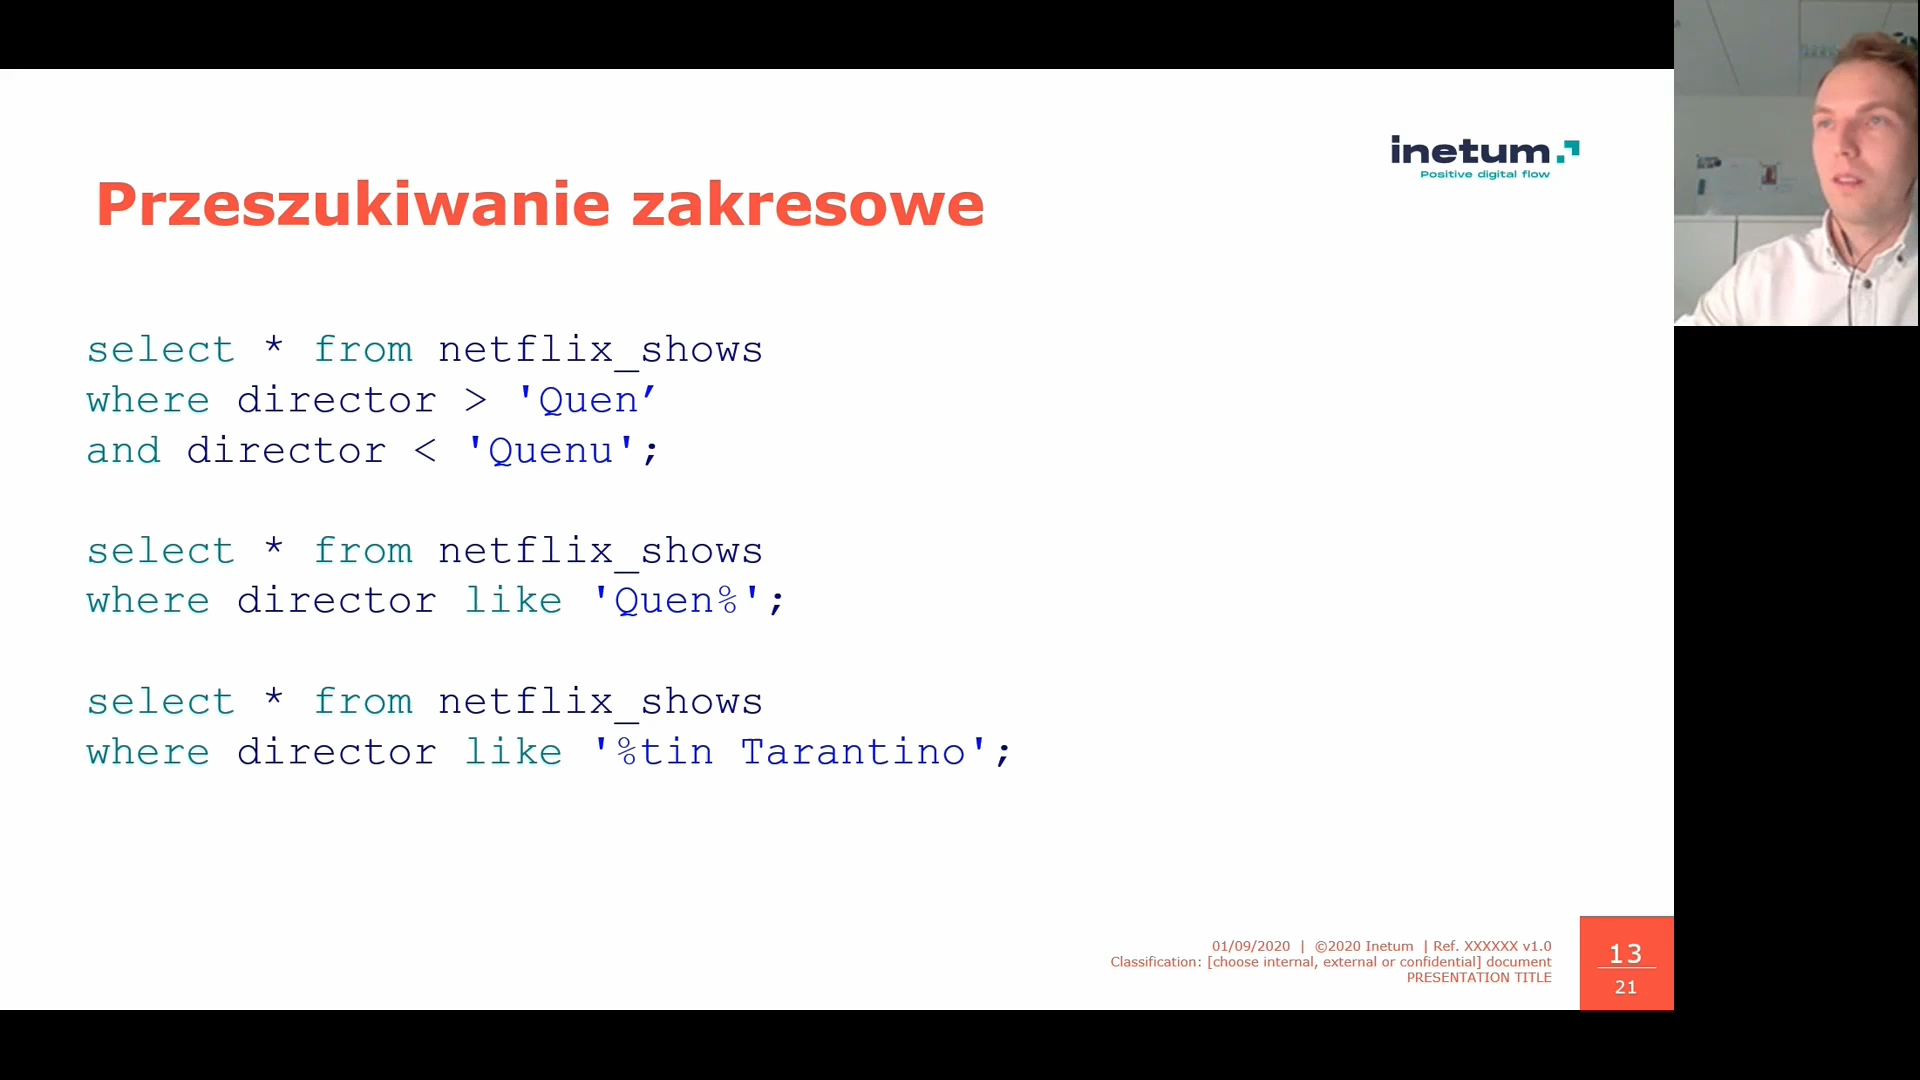 inetum
Positive digital flow
Przeszukiwanie zakresowe
select * from netflix_shows
where director > 'Quen’
and director < 'Quenu';
select * from netflix_shows
where director like 'Quen%';
select * from netflix_shows
where director like '%tin Tarantino';
01/09/2020 | ©2020 Inetum | Ref. XXXXXX v1.0
Classification: [choose internal, external or confidential] document
PRESENTATION TITLE
13
21